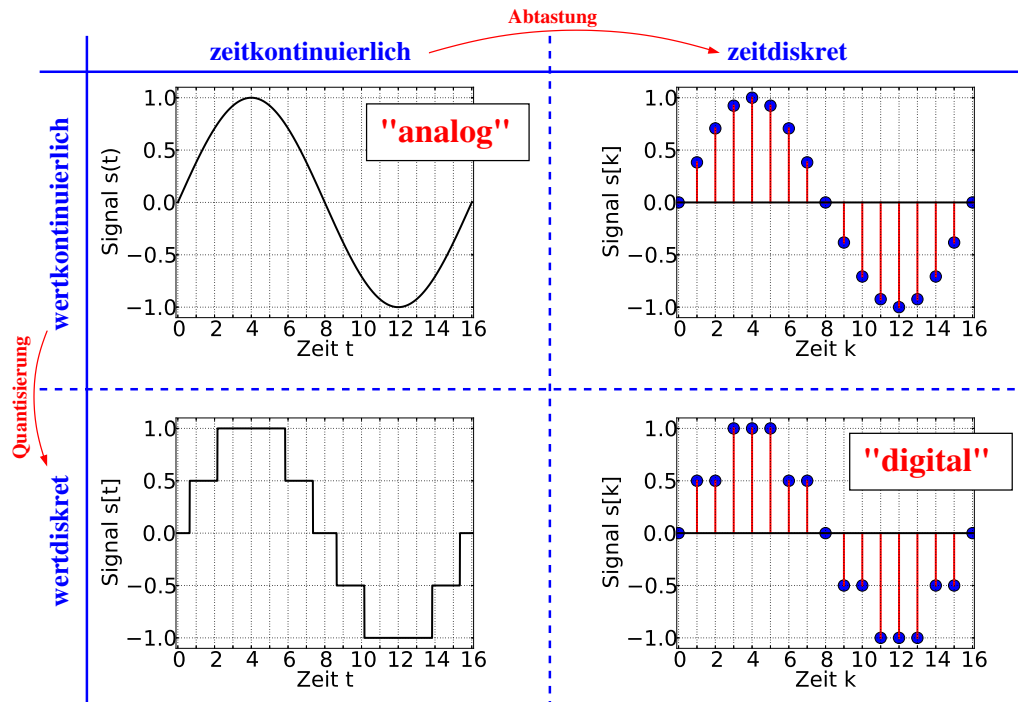 Abtastung
zeitkontinuierlich
zeitdiskret
wertkontinuierlich
Quantisierung
wertdiskret
"analog"
Signal s(t)
1.0
0.5
0.0
−0.5
−1.0
0 2 4 6 8 10 12 14 16
Zeit t
Signal s[k]
1.0
0.5
0.0
−0.5
−1.0
0 2 4 6 8 10 12 14 16
Zeit k
Signal s[t]
1.0
0.5
0.0
−0.5
−1.0
0 2 4 6 8 10 12 14 16
Zeit t
"digital"
Signal s[k]
1.0
0.5
0.0
−0.5
−1.0
0 2 4 6 8 10 12 14 16
Zeit k